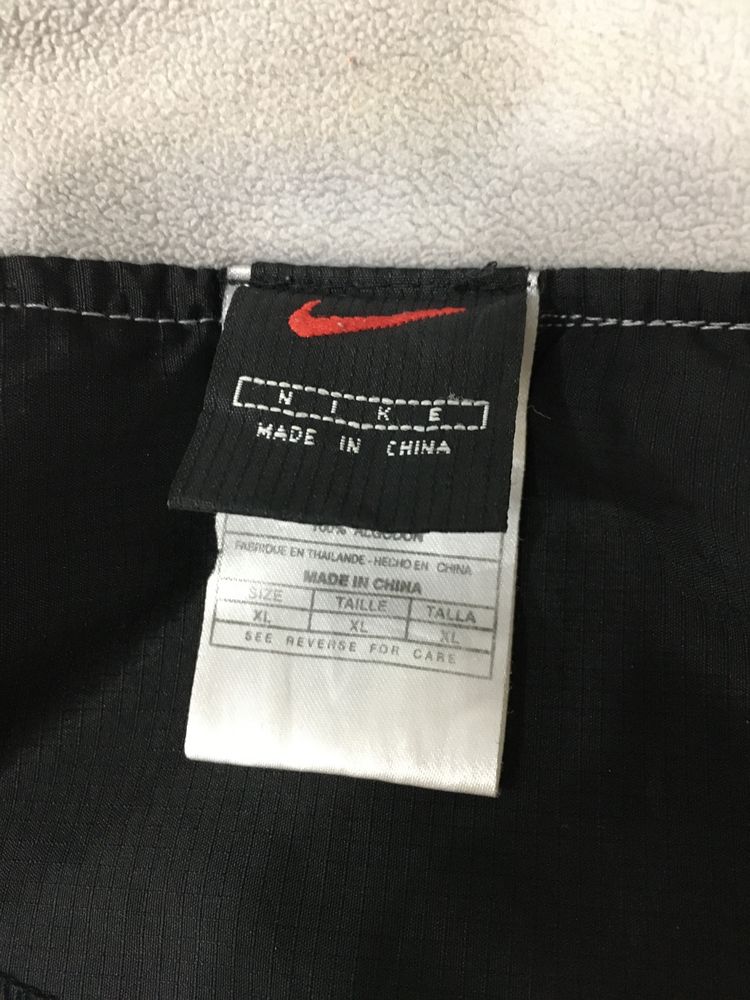 NIKE
MADE IN CHINA
100% ALGODON
FABRIQUE EN THAILANDE - HECHO EN CHINA
MADE IN CHINA
SIZE TAILLE TALLA
XL XL XL
SEE REVERSE FOR CARE